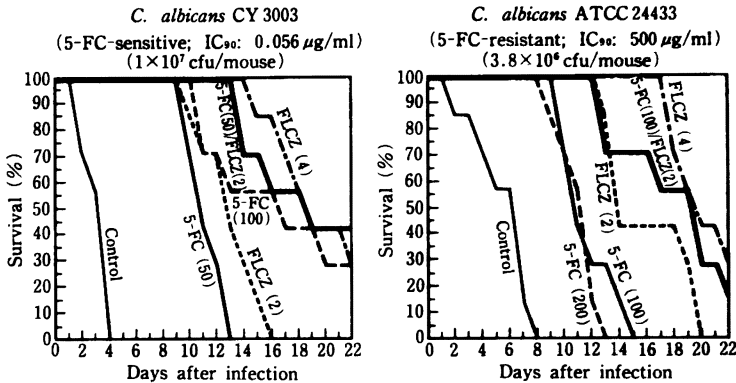 C. albicans CY 3003
(5-FC-sensitive; IC₉₀: 0.056 μg/ml)
(1×10⁷ cfu/mouse)
Survival (%)
100
90
80
70
60
50
40
30
20
10
0
Control
5-FC (50)
FLCZ (2)
5-FC(50)/FLCZ(2)
5-FC
(100)
FLCZ (4)
0 2 4 6 8 10 12 14 16 18 20 22
Days after infection
C. albicans ATCC 24433
(5-FC-resistant; IC₉₀: 500 μg/ml)
(3.8×10⁶ cfu/mouse)
Survival (%)
100
90
80
70
60
50
40
30
20
10
0
Control
5-FC (200)
5-FC (100)
FLCZ (2)
5-FC(100)/FLCZ(2)
FLCZ (4)
0 2 4 6 8 10 12 14 16 18 20 22
Days after infection